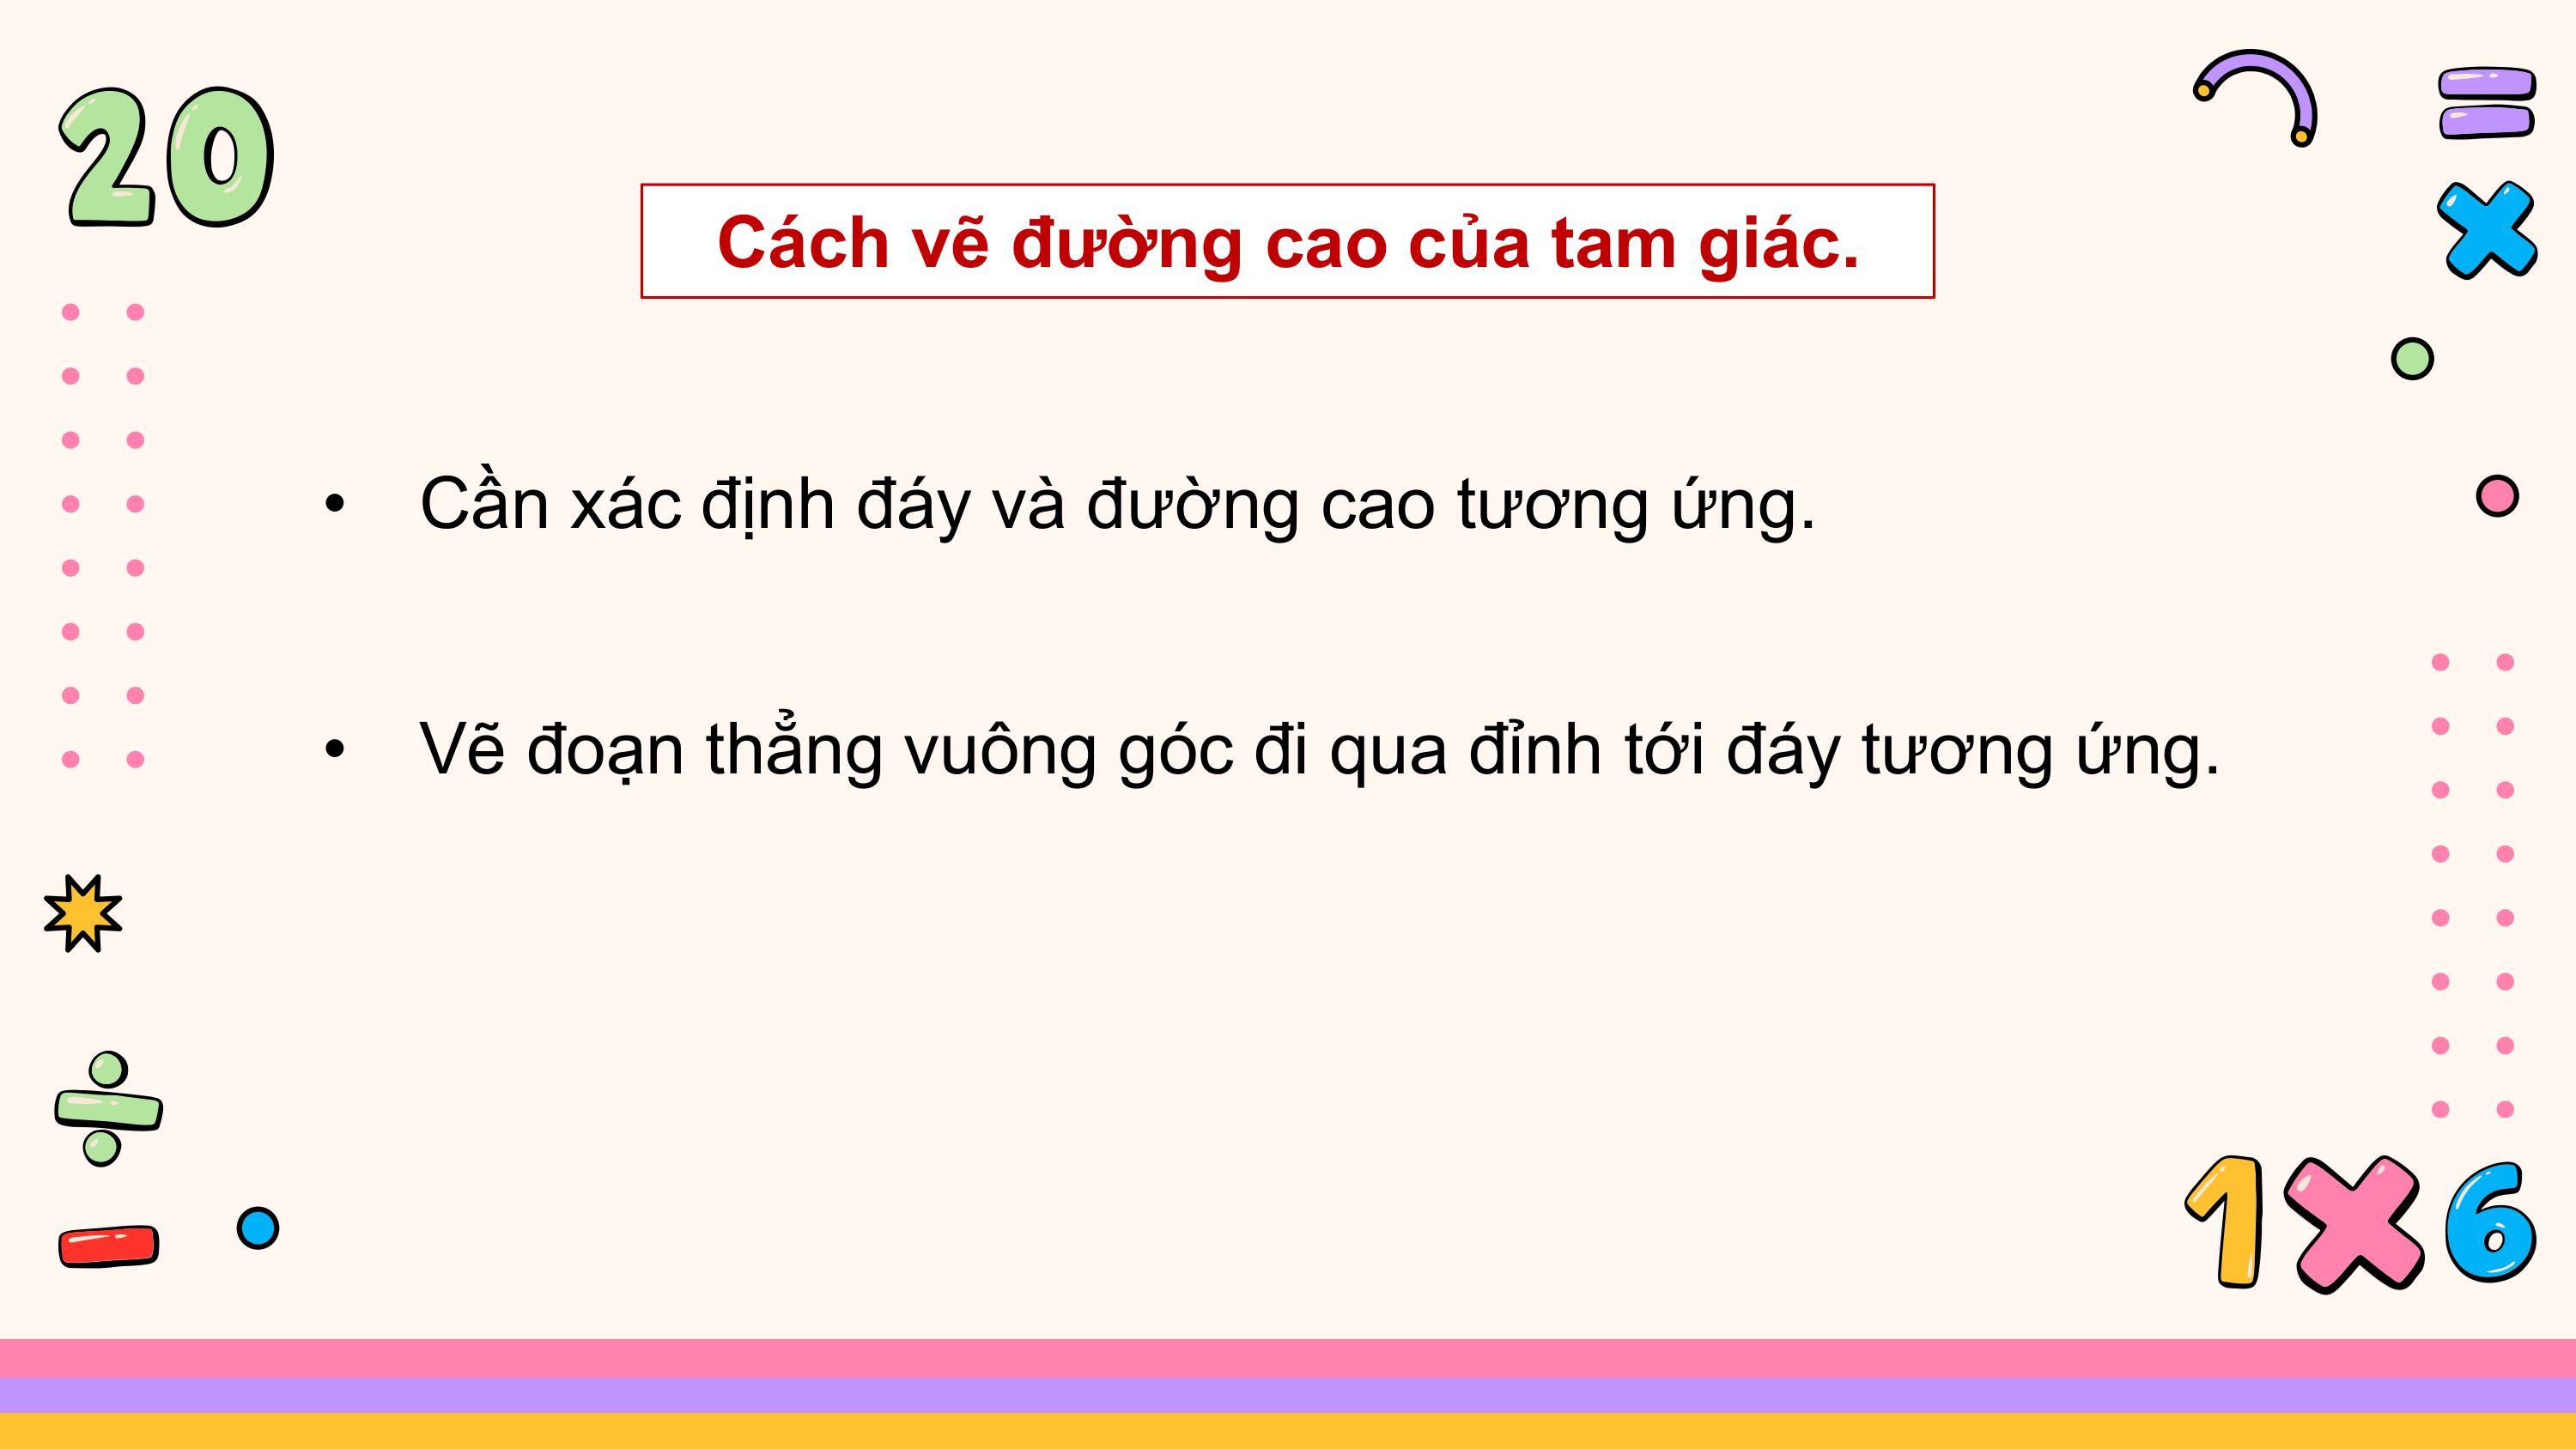 20
=
×
Cách vẽ đường cao của tam giác.
• Cần xác định đáy và đường cao tương ứng.
• Vẽ đoạn thẳng vuông góc đi qua đỉnh tới đáy tương ứng.
÷
−
1×6